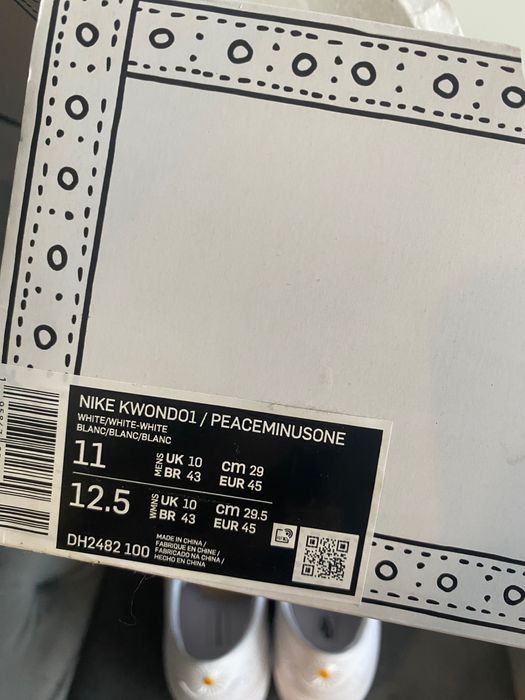 NIKE KWONDO1 / PEACEMINUSONE
WHITE/WHITE-WHITE
BLANC/BLANC/BLANC
11 MENS UK 10 cm 29
BR 43 EUR 45
12.5 WMNS UK 10 cm 29.5
BR 43 EUR 45
DH2482 100
MADE IN CHINA /
FABRIQUE EN CHINE /
FABRICADO NA CHINA /
HECHO EN CHINA